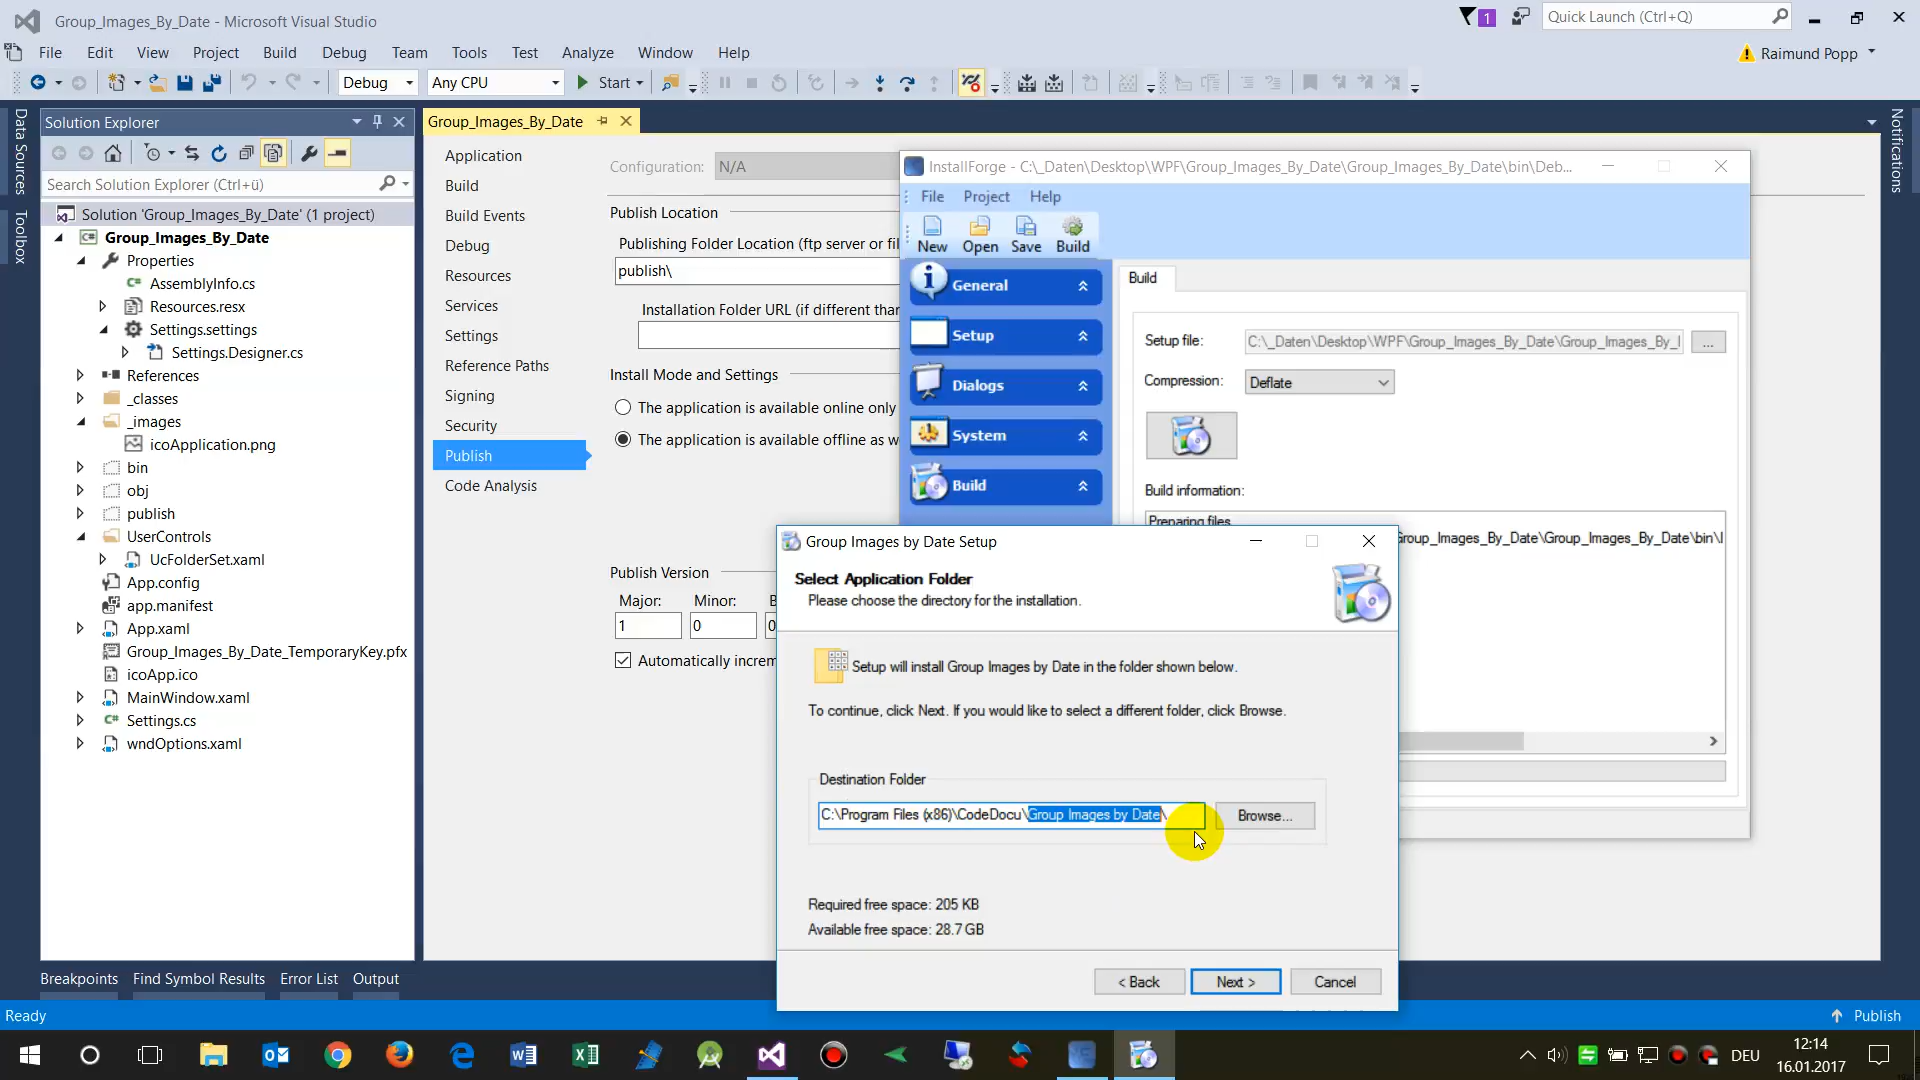 Group_Images_By_Date - Microsoft Visual Studio
1
Quick Launch (Ctrl+Q)
File Edit View Project Build Debug Team Tools Test Analyze Window Help
Raimund Popp
Debug Any CPU Start
Data Sources
Toolbox
Notifications
Solution Explorer
Search Solution Explorer (Ctrl+ü)
Solution 'Group_Images_By_Date' (1 project)
Group_Images_By_Date
Properties
AssemblyInfo.cs
Resources.resx
Settings.settings
Settings.Designer.cs
References
_classes
_images
icoApplication.png
bin
obj
publish
UserControls
UcFolderSet.xaml
App.config
app.manifest
App.xaml
Group_Images_By_Date_TemporaryKey.pfx
icoApp.ico
MainWindow.xaml
Settings.cs
wndOptions.xaml
Group_Images_By_Date
Application
Build
Build Events
Debug
Resources
Services
Settings
Reference Paths
Signing
Security
Publish
Code Analysis
Configuration: N/A
Publish Location
Publishing Folder Location (ftp server or fil
publish\
Installation Folder URL (if different than
Install Mode and Settings
The application is available online only
The application is available offline as w
Publish Version
Major: Minor: B
1 0 0
Automatically increm
InstallForge - C:\_Daten\Desktop\WPF\Group_Images_By_Date\Group_Images_By_Date\bin\Deb...
File Project Help
New Open Save Build
General
Setup
Dialogs
System
Build
Build
Setup file: C:\_Daten\Desktop\WPF\Group_Images_By_Date\Group_Images_By_I ...
Compression: Deflate
Build information:
Preparing files
Group_Images_By_Date\Group_Images_By_Date\bin\I
Group Images by Date Setup
Select Application Folder
Please choose the directory for the installation.
Setup will install Group Images by Date in the folder shown below.
To continue, click Next. If you would like to select a different folder, click Browse.
Destination Folder
C:\Program Files (x86)\CodeDocu\Group Images by Date\ Browse...
Required free space: 205 KB
Available free space: 28.7 GB
< Back Next > Cancel
Breakpoints Find Symbol Results Error List Output
Ready
Publish
DEU
12:14
16.01.2017